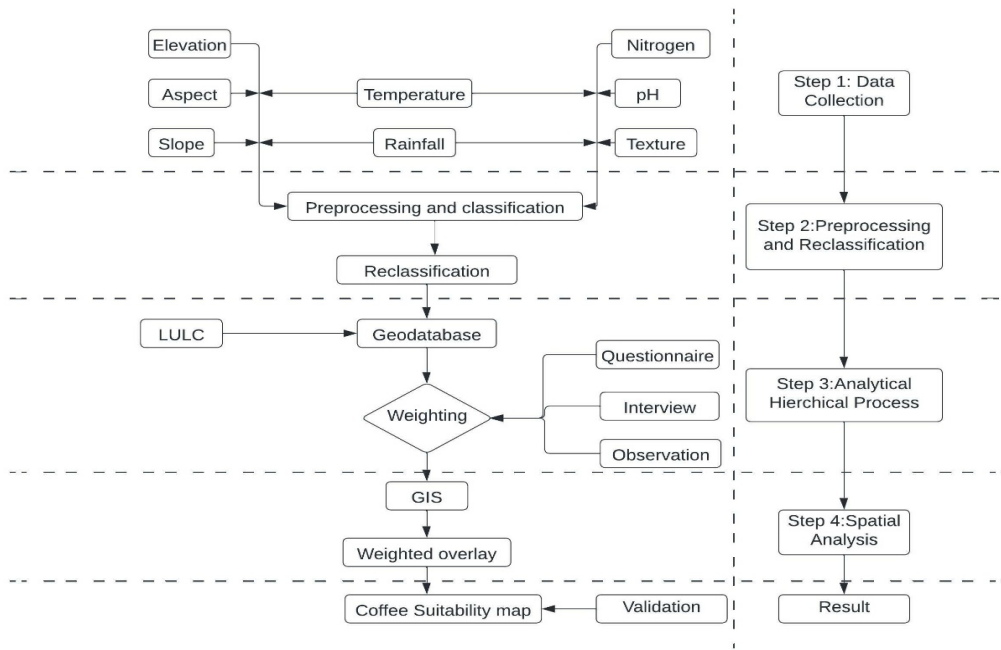 Elevation
Nitrogen
Aspect
Temperature
pH
Slope
Rainfall
Texture
Step 1: Data
Collection
Preprocessing and classification
Reclassification
Step 2:Preprocessing
and Reclassification
LULC
Geodatabase
Questionnaire
Weighting
Interview
Observation
Step 3:Analytical
Hierchical Process
GIS
Weighted overlay
Step 4:Spatial
Analysis
Coffee Suitability map
Validation
Result